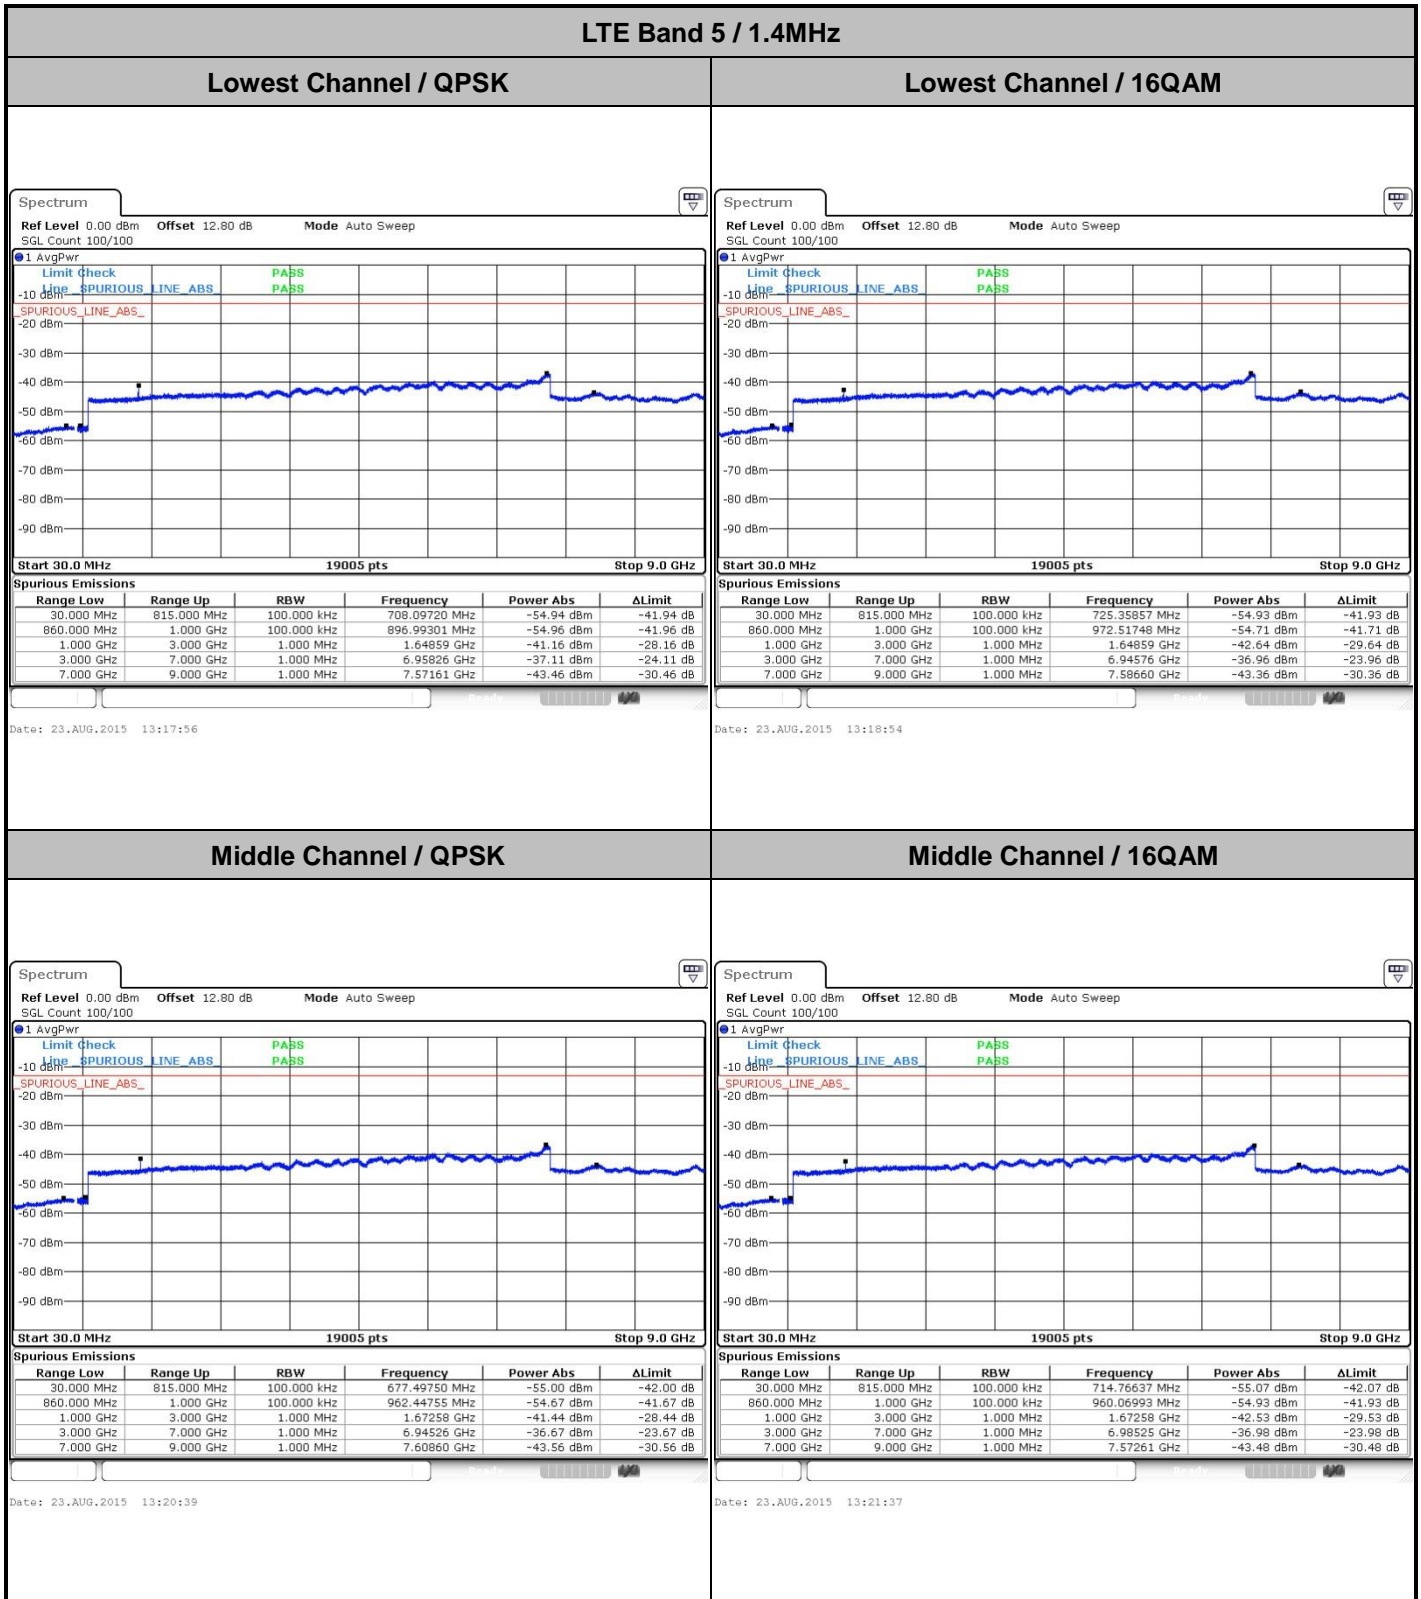 LTE Band 5 / 1.4MHz
Lowest Channel / QPSK
Lowest Channel / 16QAM
Spectrum
Ref Level 0.00 dBm Offset 12.80 dB Mode Auto Sweep
SGL Count 100/100
1 AvgPwr
Limit Check PASS
Line _SPURIOUS_LINE_ABS_ PASS
-10 dBm
_SPURIOUS_LINE_ABS_
-20 dBm
-30 dBm
-40 dBm
-50 dBm
-60 dBm
-70 dBm
-80 dBm
-90 dBm
Start 30.0 MHz 19005 pts Stop 9.0 GHz
Spurious Emissions
Range Low Range Up RBW Frequency Power Abs ΔLimit
30.000 MHz 815.000 MHz 100.000 kHz 708.09720 MHz -54.94 dBm -41.94 dB
860.000 MHz 1.000 GHz 100.000 kHz 896.99301 MHz -54.96 dBm -41.96 dB
1.000 GHz 3.000 GHz 1.000 MHz 1.64859 GHz -41.16 dBm -28.16 dB
3.000 GHz 7.000 GHz 1.000 MHz 6.95826 GHz -37.11 dBm -24.11 dB
7.000 GHz 9.000 GHz 1.000 MHz 7.57161 GHz -43.46 dBm -30.46 dB
Date: 23.AUG.2015 13:17:56
Spectrum
Ref Level 0.00 dBm Offset 12.80 dB Mode Auto Sweep
SGL Count 100/100
1 AvgPwr
Limit Check PASS
Line _SPURIOUS_LINE_ABS_ PASS
-10 dBm
_SPURIOUS_LINE_ABS_
-20 dBm
-30 dBm
-40 dBm
-50 dBm
-60 dBm
-70 dBm
-80 dBm
-90 dBm
Start 30.0 MHz 19005 pts Stop 9.0 GHz
Spurious Emissions
Range Low Range Up RBW Frequency Power Abs ΔLimit
30.000 MHz 815.000 MHz 100.000 kHz 725.35857 MHz -54.93 dBm -41.93 dB
860.000 MHz 1.000 GHz 100.000 kHz 972.51748 MHz -54.71 dBm -41.71 dB
1.000 GHz 3.000 GHz 1.000 MHz 1.64859 GHz -42.64 dBm -29.64 dB
3.000 GHz 7.000 GHz 1.000 MHz 6.94576 GHz -36.96 dBm -23.96 dB
7.000 GHz 9.000 GHz 1.000 MHz 7.58660 GHz -43.36 dBm -30.36 dB
Date: 23.AUG.2015 13:18:54
Middle Channel / QPSK
Middle Channel / 16QAM
Spectrum
Ref Level 0.00 dBm Offset 12.80 dB Mode Auto Sweep
SGL Count 100/100
1 AvgPwr
Limit Check PASS
Line _SPURIOUS_LINE_ABS_ PASS
-10 dBm
_SPURIOUS_LINE_ABS_
-20 dBm
-30 dBm
-40 dBm
-50 dBm
-60 dBm
-70 dBm
-80 dBm
-90 dBm
Start 30.0 MHz 19005 pts Stop 9.0 GHz
Spurious Emissions
Range Low Range Up RBW Frequency Power Abs ΔLimit
30.000 MHz 815.000 MHz 100.000 kHz 677.49750 MHz -55.00 dBm -42.00 dB
860.000 MHz 1.000 GHz 100.000 kHz 962.44755 MHz -54.67 dBm -41.67 dB
1.000 GHz 3.000 GHz 1.000 MHz 1.67258 GHz -41.44 dBm -28.44 dB
3.000 GHz 7.000 GHz 1.000 MHz 6.94526 GHz -36.67 dBm -23.67 dB
7.000 GHz 9.000 GHz 1.000 MHz 7.60860 GHz -43.56 dBm -30.56 dB
Date: 23.AUG.2015 13:20:39
Spectrum
Ref Level 0.00 dBm Offset 12.80 dB Mode Auto Sweep
SGL Count 100/100
1 AvgPwr
Limit Check PASS
Line _SPURIOUS_LINE_ABS_ PASS
-10 dBm
_SPURIOUS_LINE_ABS_
-20 dBm
-30 dBm
-40 dBm
-50 dBm
-60 dBm
-70 dBm
-80 dBm
-90 dBm
Start 30.0 MHz 19005 pts Stop 9.0 GHz
Spurious Emissions
Range Low Range Up RBW Frequency Power Abs ΔLimit
30.000 MHz 815.000 MHz 100.000 kHz 714.76637 MHz -55.07 dBm -42.07 dB
860.000 MHz 1.000 GHz 100.000 kHz 960.06993 MHz -54.93 dBm -41.93 dB
1.000 GHz 3.000 GHz 1.000 MHz 1.67258 GHz -42.53 dBm -29.53 dB
3.000 GHz 7.000 GHz 1.000 MHz 6.98525 GHz -36.98 dBm -23.98 dB
7.000 GHz 9.000 GHz 1.000 MHz 7.57261 GHz -43.48 dBm -30.48 dB
Date: 23.AUG.2015 13:21:37